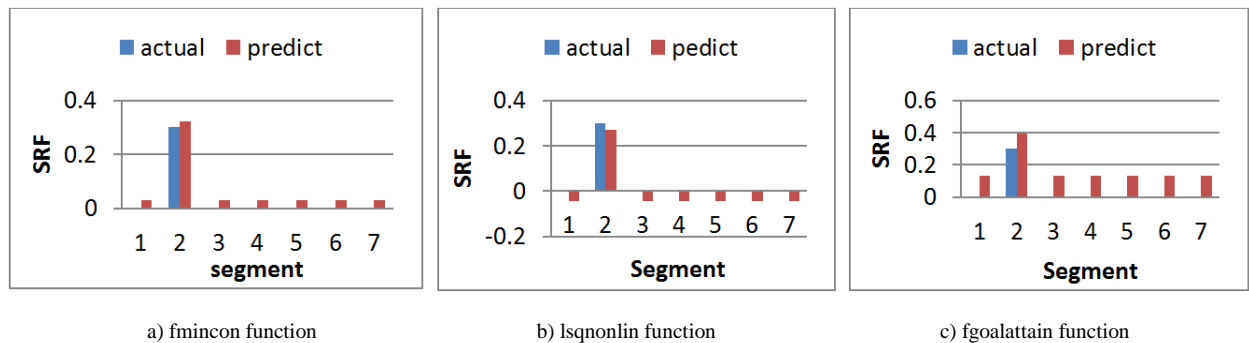 actual predict
SRF
0.4
0.2
0
1 2 3 4 5 6 7
segment
a) fmincon function
actual pedict
SRF
0.4
0.2
0
-0.2
1 2 3 4 5 6 7
Segment
b) lsqnonlin function
actual predict
SRF
0.6
0.4
0.2
0
1 2 3 4 5 6 7
Segment
c) fgoalattain function